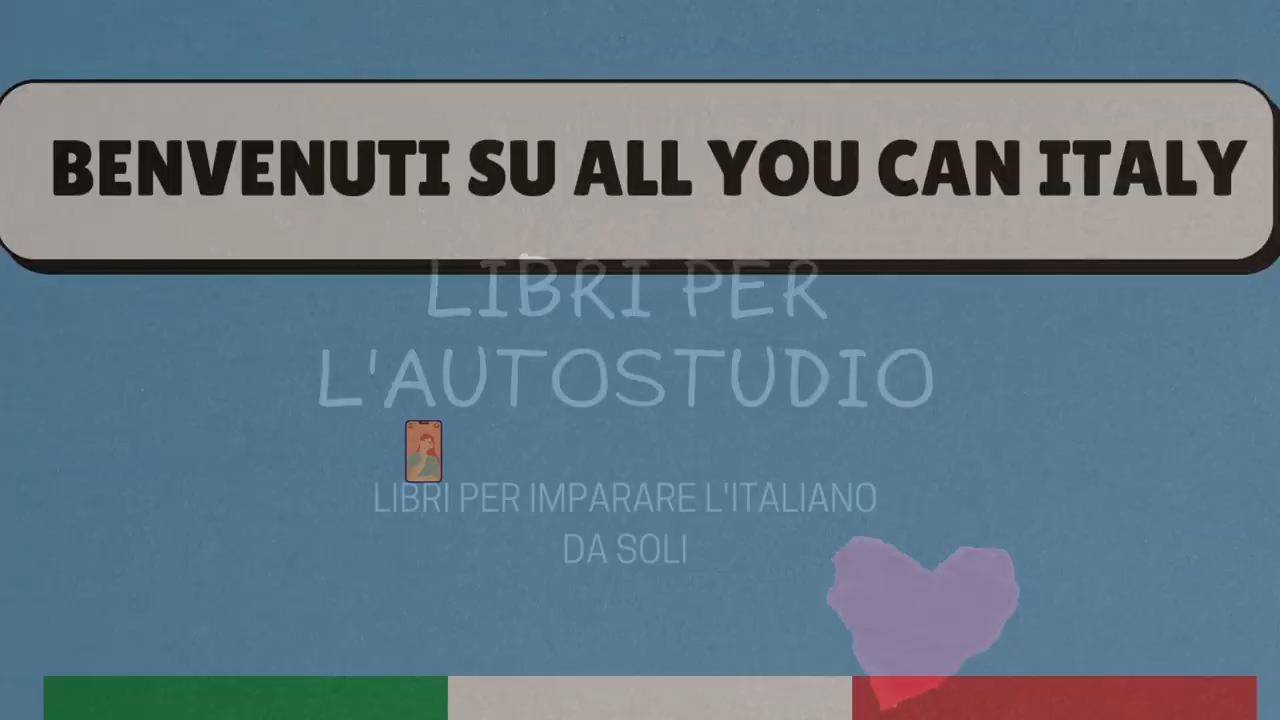 BENVENUTI SU ALL YOU CAN ITALY
LIBRI PER
L'AUTOSTUDIO
LIBRI PER IMPARARE L'ITALIANO
DA SOLI